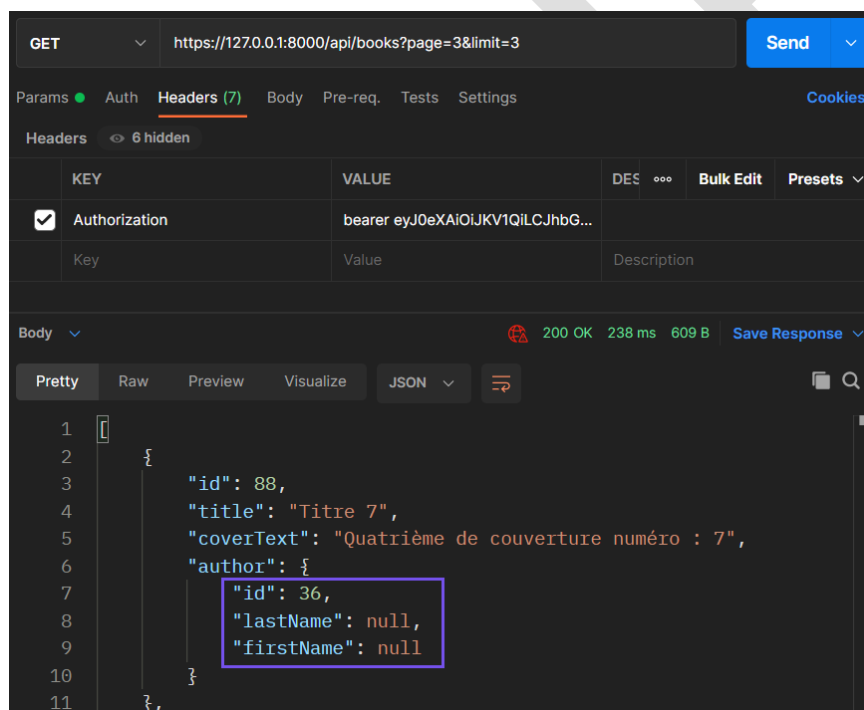 GET https://127.0.0.1:8000/api/books?page=3&limit=3 Send
Params Auth Headers (7) Body Pre-req. Tests Settings Cookies
Headers 6 hidden
KEY VALUE DES ooo Bulk Edit Presets
Authorization bearer eyJ0eXAiOiJKV1QiLCJhbG...
Key Value Description
Body 200 OK 238 ms 609 B Save Response
Pretty Raw Preview Visualize JSON
1 [
2 {
3 "id": 88,
4 "title": "Titre 7",
5 "coverText": "Quatrième de couverture numéro : 7",
6 "author": {
7 "id": 36,
8 "lastName": null,
9 "firstName": null
10 }
11 },